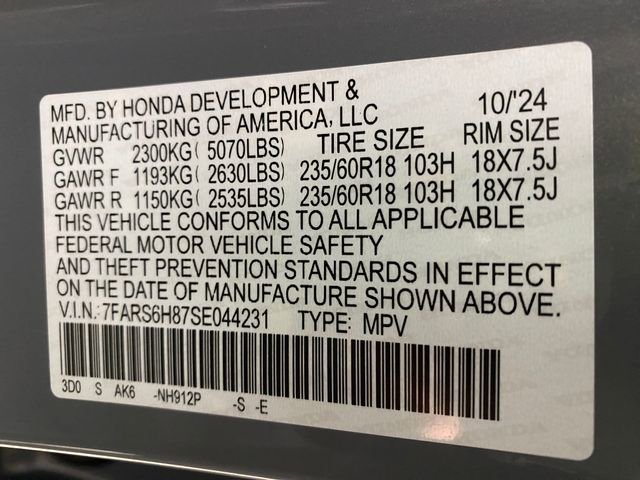 MFD. BY HONDA DEVELOPMENT & 10/'24
MANUFACTURING OF AMERICA, LLC
GVWR 2300KG( 5070LBS) TIRE SIZE RIM SIZE
GAWR F 1193KG( 2630LBS) 235/60R18 103H 18X7.5J
GAWR R 1150KG( 2535LBS) 235/60R18 103H 18X7.5J
THIS VEHICLE CONFORMS TO ALL APPLICABLE
FEDERAL MOTOR VEHICLE SAFETY
AND THEFT PREVENTION STANDARDS IN EFFECT
ON THE DATE OF MANUFACTURE SHOWN ABOVE.
V.I.N.: 7FARS6H87SE044231 TYPE: MPV
3D0 S AK6 -NH912P -S -E